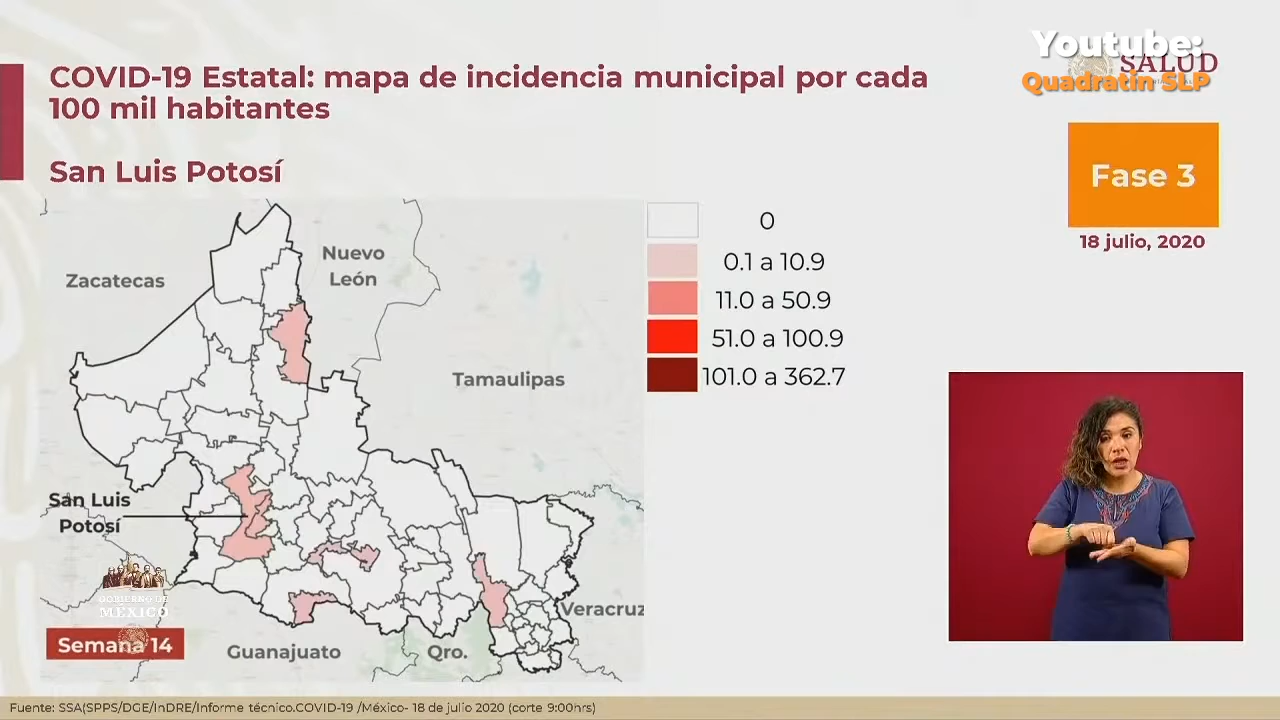 Youtube:
SALUD
Quadratín SLP
COVID-19 Estatal: mapa de incidencia municipal por cada
100 mil habitantes
San Luis Potosí
Fase 3
18 julio, 2020
0
0.1 a 10.9
11.0 a 50.9
51.0 a 100.9
101.0 a 362.7
Nuevo
León
Zacatecas
Tamaulipas
San Luis
Potosí
GOBIERNO DE
MÉXICO
Veracruz
Semana 14
Guanajuato
Qro.
Fuente: SSA(SPPS/DGE/InDRE/Informe técnico.COVID-19 /México- 18 de julio 2020 (corte 9:00hrs)